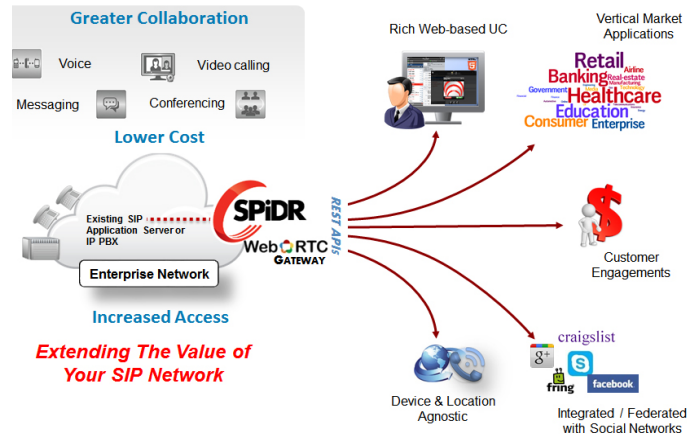 Greater Collaboration
Voice
Video calling
Messaging
Conferencing
Lower Cost
Existing SIP
Application Server or
IP PBX
SPiDR
Web RTC
GATEWAY
Enterprise Network
Increased Access
Extending The Value of
Your SIP Network
REST APIs
Rich Web-based UC
Vertical Market
Applications
Retail
Airline
Banking
Real-estate
Manufacturing
Government
Healthcare
Education
Consumer
Enterprise
Customer
Engagements
craigslist
g+
S
fring
facebook
Device & Location
Agnostic
Integrated / Federated
with Social Networks